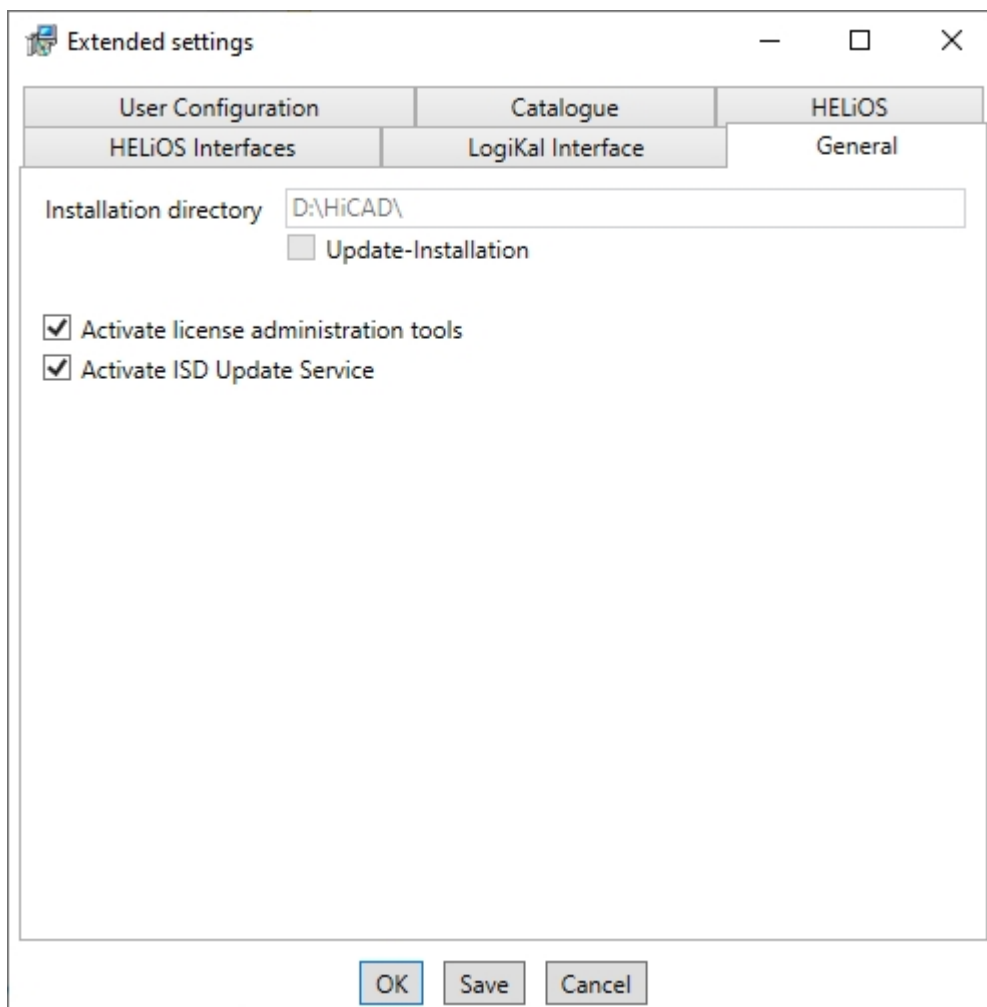 Extended settings
User Configuration Catalogue HELiOS
HELiOS Interfaces LogiKal Interface General
Installation directory D:\HiCAD\
Update-Installation
Activate license administration tools
Activate ISD Update Service
OK Save Cancel